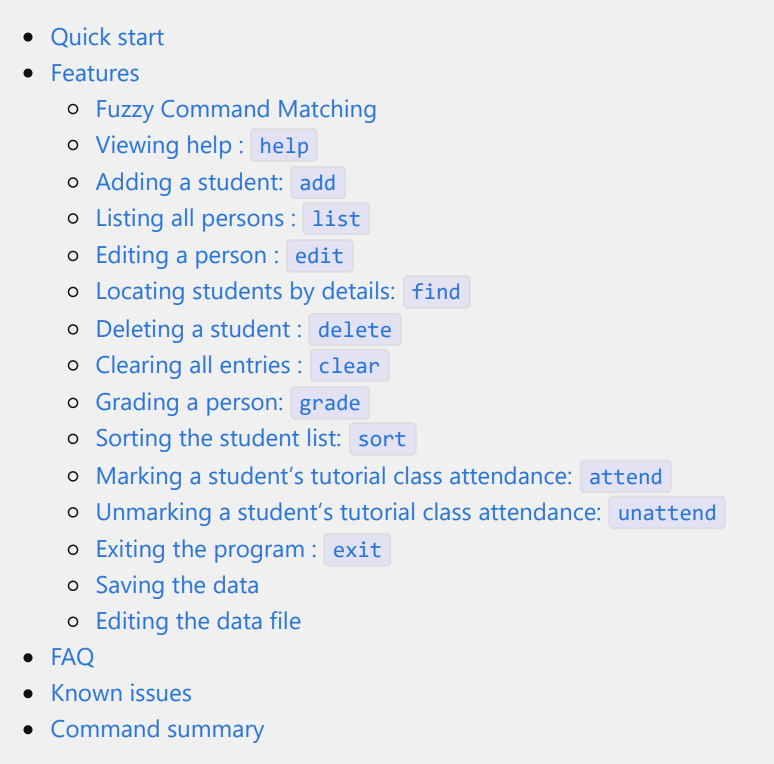 Quick start
Features
Fuzzy Command Matching
Viewing help : help
Adding a student: add
Listing all persons : list
Editing a person : edit
Locating students by details: find
Deleting a student : delete
Clearing all entries : clear
Grading a person: grade
Sorting the student list: sort
Marking a student’s tutorial class attendance: attend
Unmarking a student’s tutorial class attendance: unattend
Exiting the program : exit
Saving the data
Editing the data file
FAQ
Known issues
Command summary